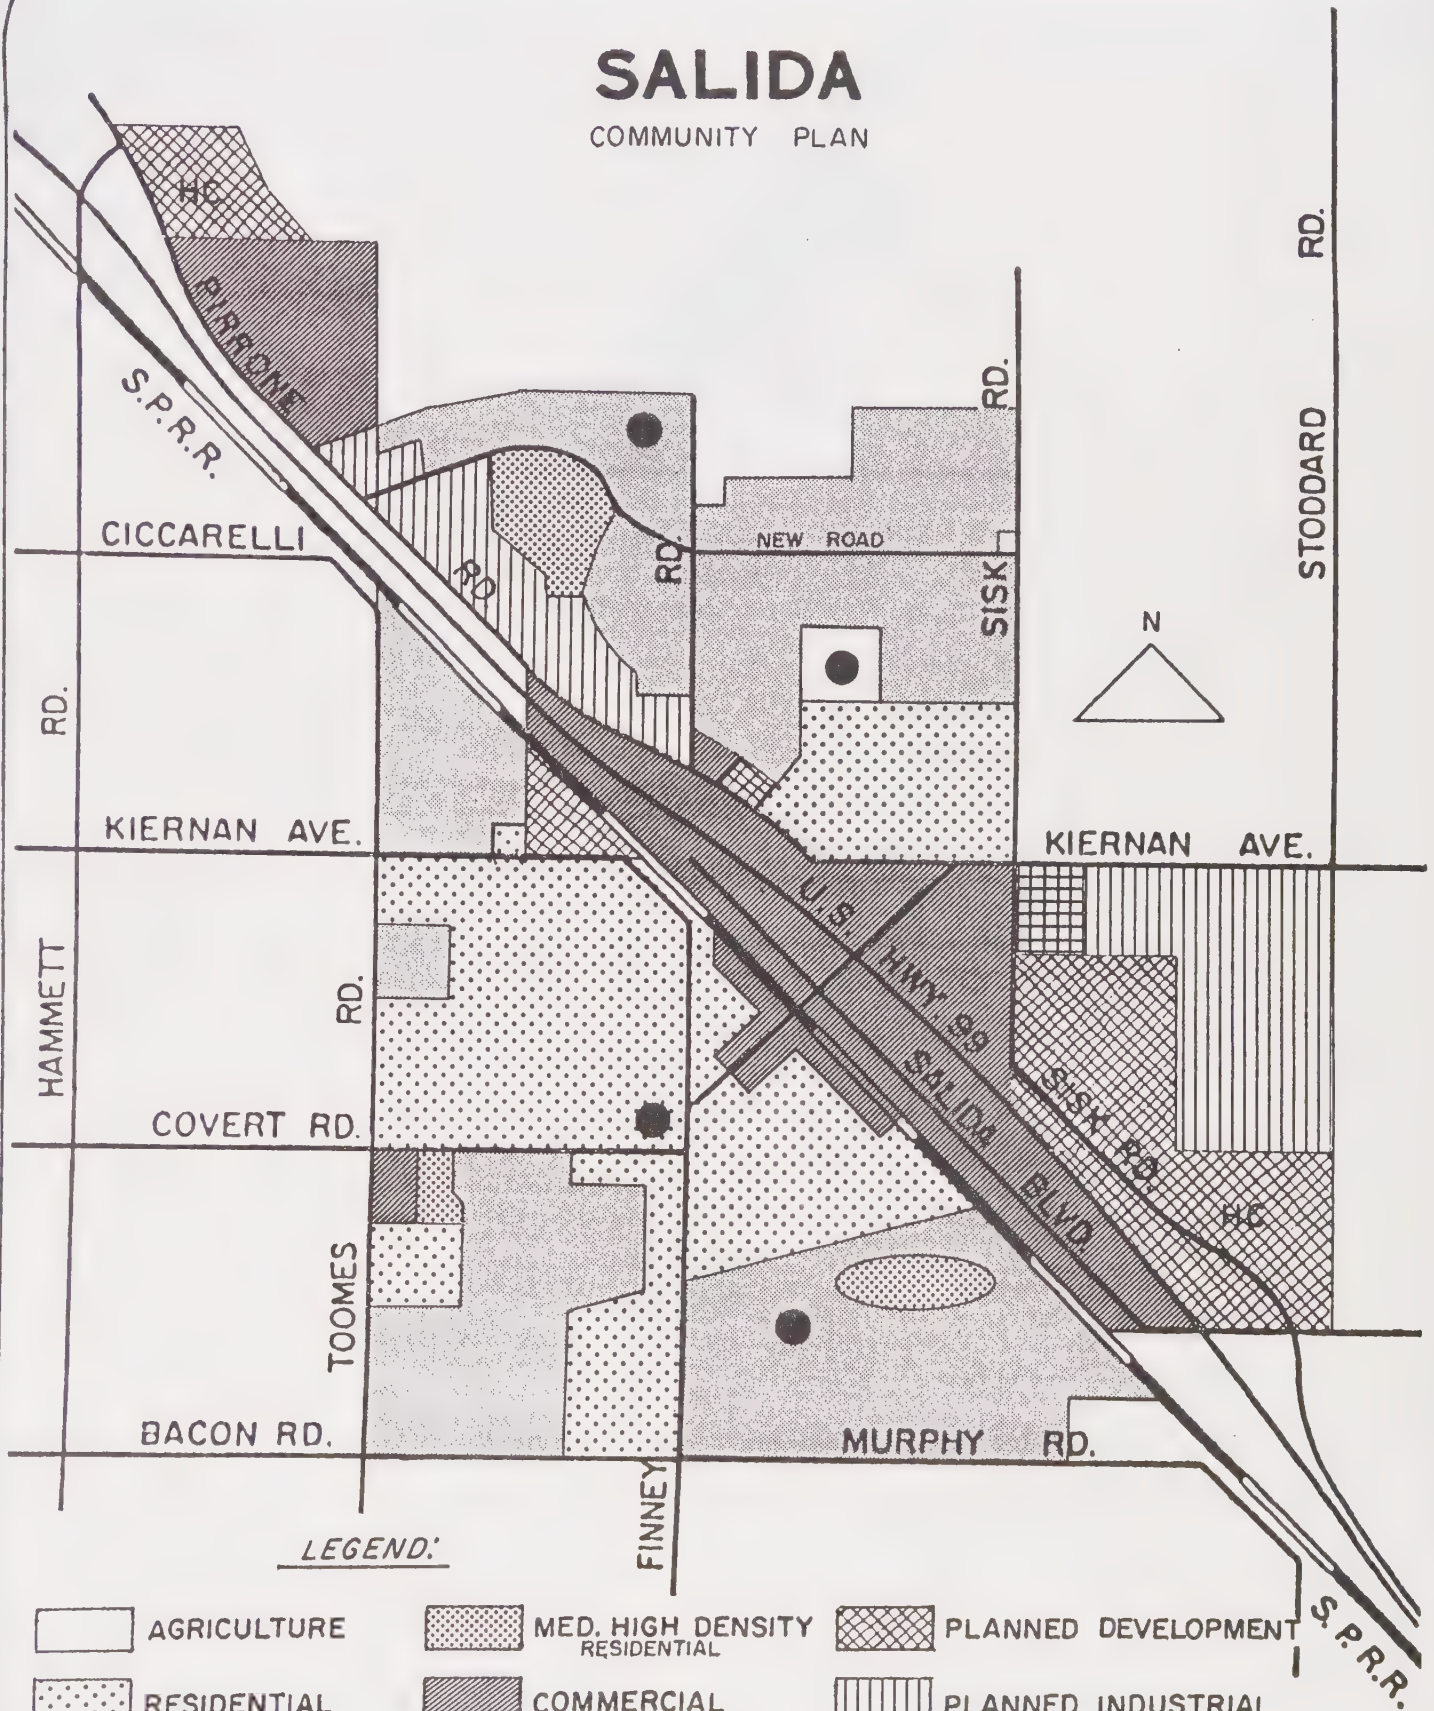 SALIDA
COMMUNITY PLAN
HC
PIRRONE
S.P.R.R.
RD.
RD.
STODDARD
CICCARELLI
NEW ROAD
RD.
RD.
SISK
N
RD.
KIERNAN AVE.
KIERNAN AVE.
U.S. HWY. 99
HAMMETT
RD.
SALIDA BLVD.
SISK RD.
COVERT RD.
HC
TOOMES
BACON RD.
MURPHY RD.
FINNEY
LEGEND:
AGRICULTURE
MED. HIGH DENSITY
RESIDENTIAL
PLANNED DEVELOPMENT
S.P.R.R.
RESIDENTIAL
COMMERCIAL
PLANNED INDUSTRIAL